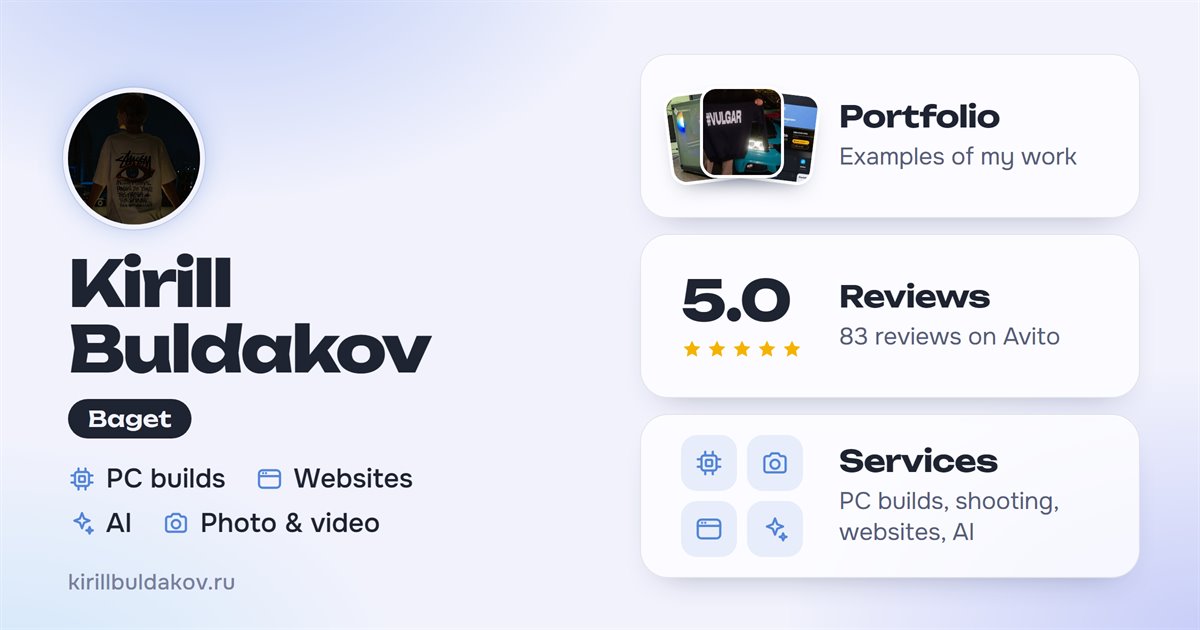 Kirill
Buldakov
Baget
PC builds
Websites
AI
Photo & video
kirillbuldakov.ru
#VULGAR
Portfolio
Examples of my work
5.0
Reviews
83 reviews on Avito
Services
PC builds, shooting,
websites, AI